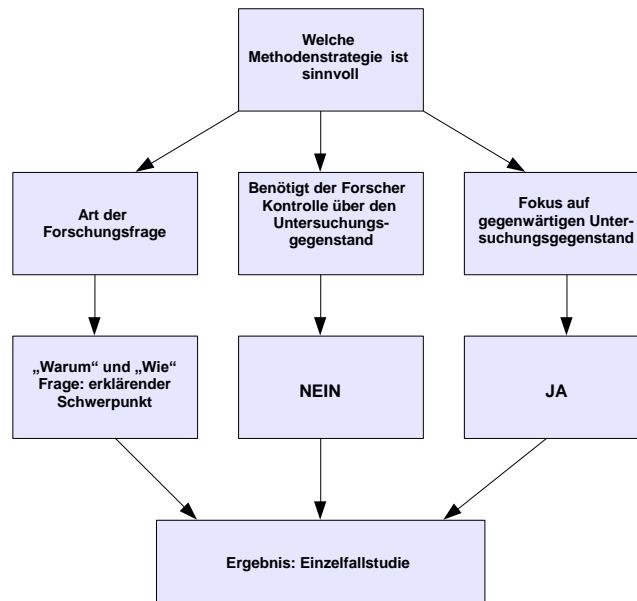 Welche
Methodenstrategie ist
sinnvoll
Art der
Forschungsfrage
Benötigt der Forscher
Kontrolle über den
Untersuchungs-
gegenstand
Fokus auf
gegenwärtigen Unter-
suchungsgegenstand
„Warum“ und „Wie“
Frage: erklärender
Schwerpunkt
NEIN
JA
Ergebnis: Einzelfallstudie